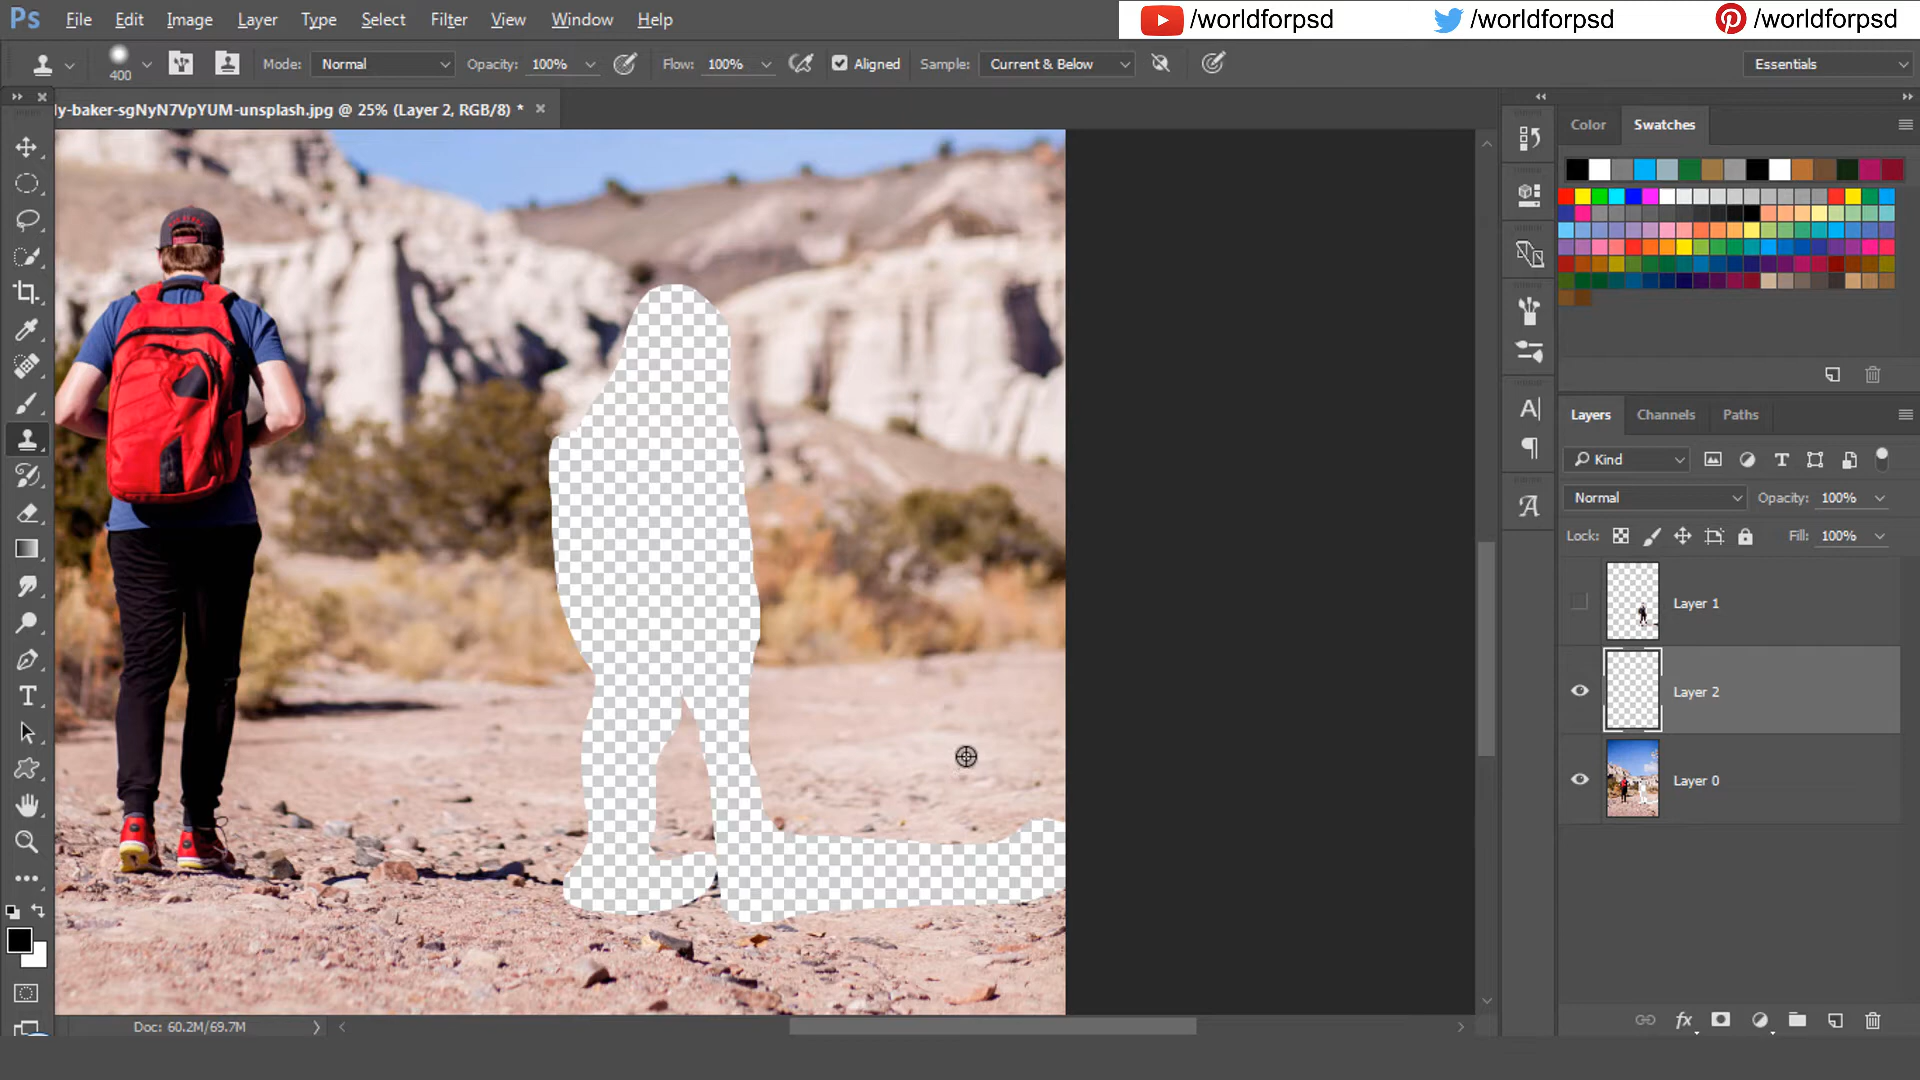 Ps File Edit Image Layer Type Select Filter View Window Help /worldforpsd /worldforpsd /worldforpsd
400 Mode: Normal Opacity: 100% Flow: 100% Aligned Sample: Current & Below Essentials
ly-baker-sgNyN7VpYUM-unsplash.jpg @ 25% (Layer 2, RGB/8) *
Color Swatches
Layers Channels Paths
Kind
Normal Opacity: 100%
Lock: Fill: 100%
Layer 1
Layer 2
Layer 0
Doc: 60.2M/69.7M